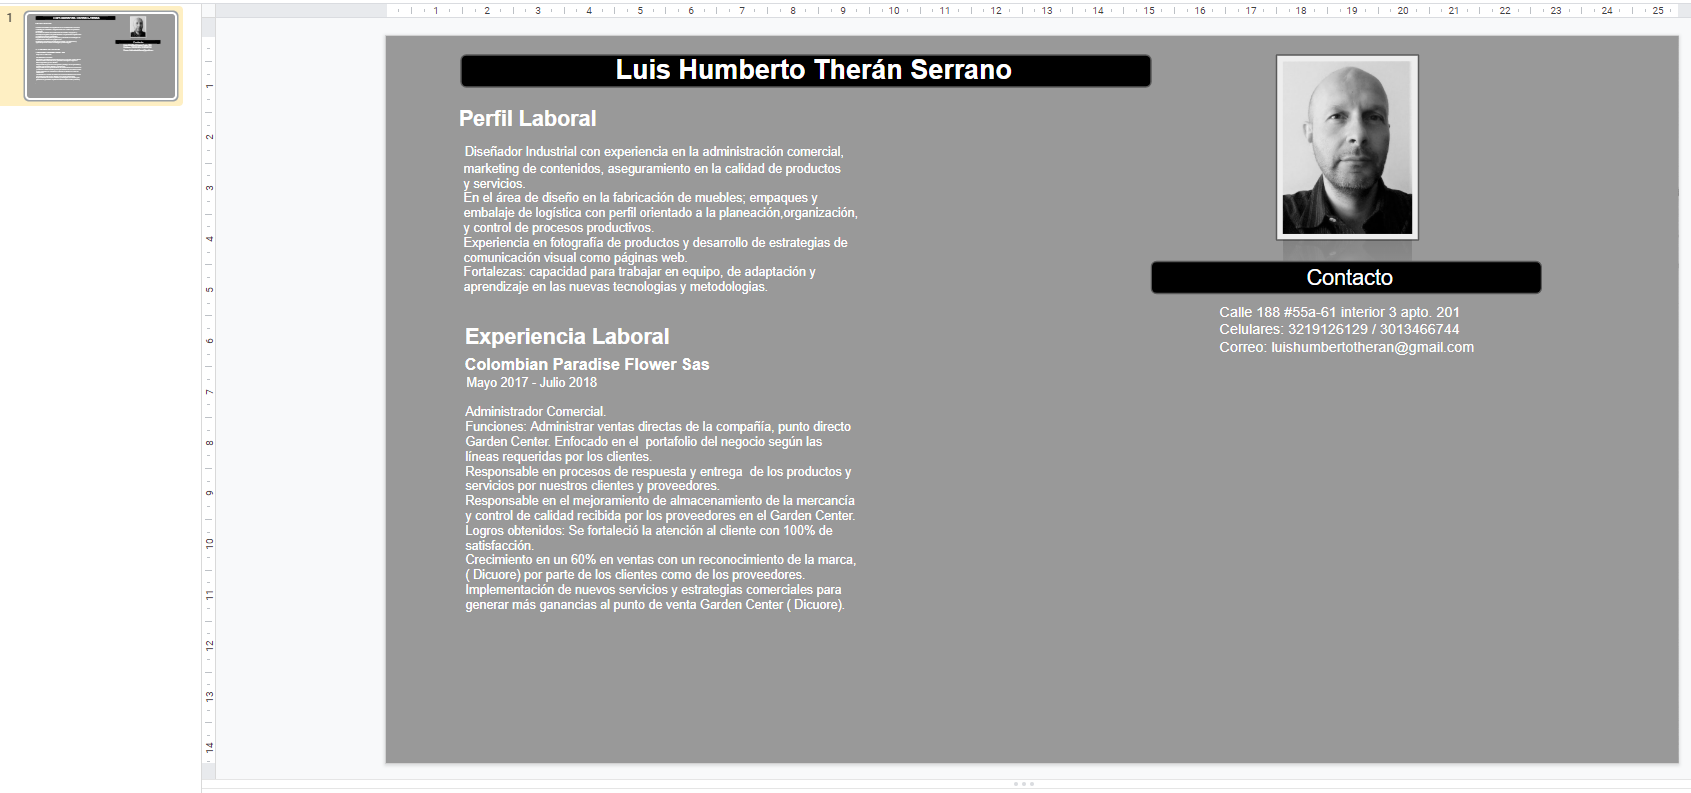 1
1 2 3 4 5 6 7 8 9 10 11 12 13 14 15 16 17 18 19 20 21 22 23 24 25
1 2 3 4 5 6 7 8 9 10 11 12 13 14
Luis Humberto Therán Serrano
Perfil Laboral
Diseñador Industrial con experiencia en la administración comercial,
marketing de contenidos, aseguramiento en la calidad de productos
y servicios.
En el área de diseño en la fabricación de muebles; empaques y
embalaje de logística con perfil orientado a la planeación,organización,
y control de procesos productivos.
Experiencia en fotografía de productos y desarrollo de estrategias de
comunicación visual como páginas web.
Fortalezas: capacidad para trabajar en equipo, de adaptación y
aprendizaje en las nuevas tecnologias y metodologias.
Experiencia Laboral
Colombian Paradise Flower Sas
Mayo 2017 - Julio 2018
Administrador Comercial.
Funciones: Administrar ventas directas de la compañía, punto directo
Garden Center. Enfocado en el  portafolio del negocio según las
líneas requeridas por los clientes.
Responsable en procesos de respuesta y entrega  de los productos y
servicios por nuestros clientes y proveedores.
Responsable en el mejoramiento de almacenamiento de la mercancía
y control de calidad recibida por los proveedores en el Garden Center.
Logros obtenidos: Se fortaleció la atención al cliente con 100% de
satisfacción.
Crecimiento en un 60% en ventas con un reconocimiento de la marca,
( Dicuore) por parte de los clientes como de los proveedores.
Implementación de nuevos servicios y estrategias comerciales para
generar más ganancias al punto de venta Garden Center ( Dicuore).
Contacto
Calle 188 #55a-61 interior 3 apto. 201
Celulares: 3219126129 / 3013466744
Correo: luishumbertotheran@gmail.com